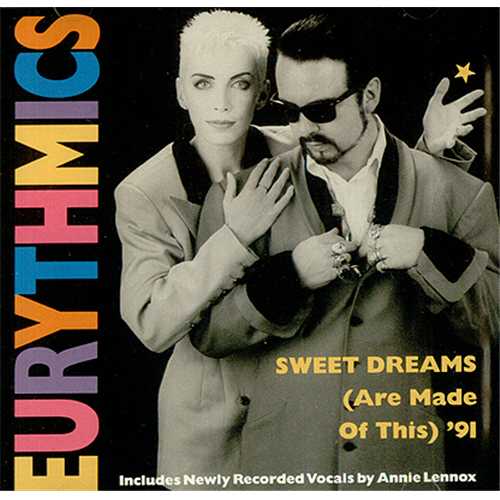 EURYTHMICS
SWEET DREAMS
(Are Made
Of This) '91
Includes Newly Recorded Vocals by Annie Lennox